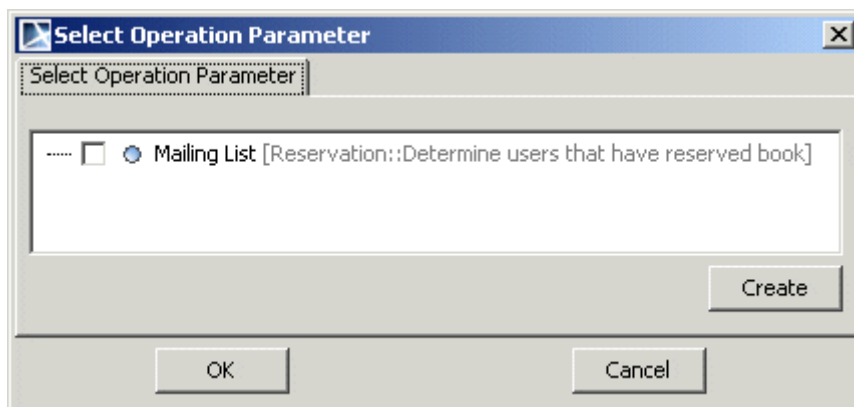 Select Operation Parameter
Select Operation Parameter
Mailing List [Reservation::Determine users that have reserved book]
Create
OK Cancel